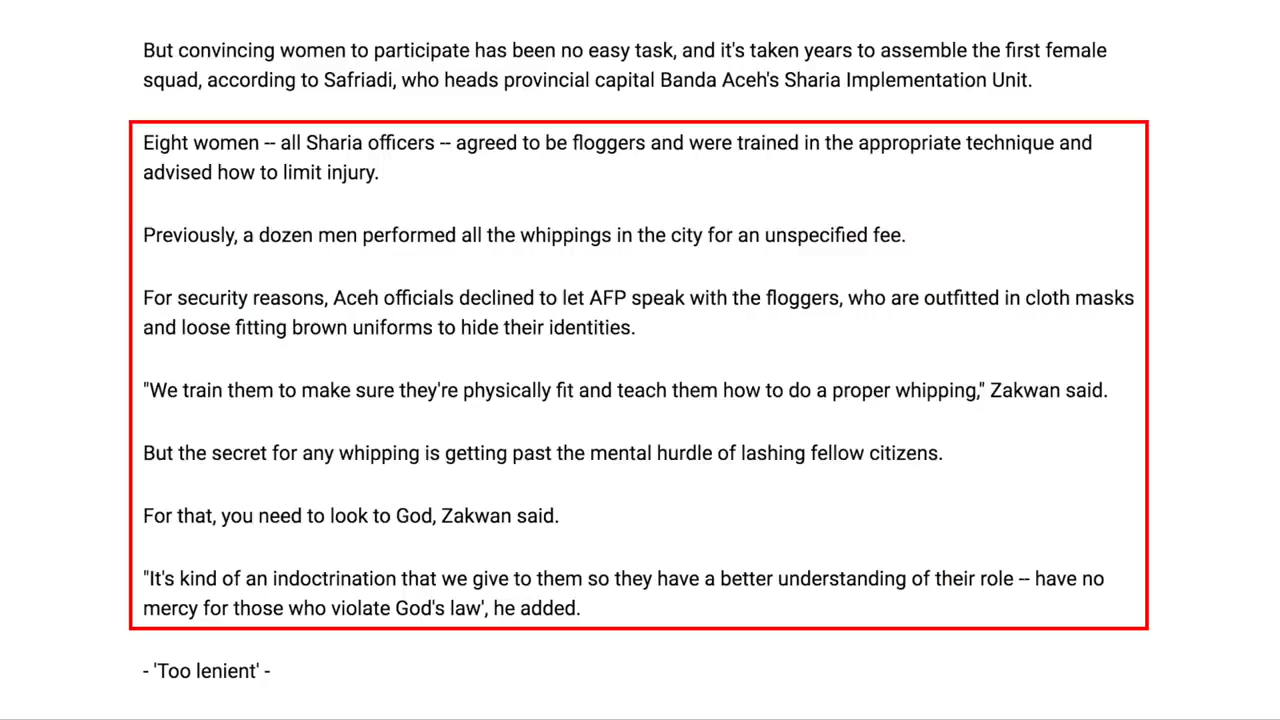 But convincing women to participate has been no easy task, and it's taken years to assemble the first female
squad, according to Safriadi, who heads provincial capital Banda Aceh's Sharia Implementation Unit.
Eight women -- all Sharia officers -- agreed to be floggers and were trained in the appropriate technique and
advised how to limit injury.
Previously, a dozen men performed all the whippings in the city for an unspecified fee.
For security reasons, Aceh officials declined to let AFP speak with the floggers, who are outfitted in cloth masks
and loose fitting brown uniforms to hide their identities.
"We train them to make sure they're physically fit and teach them how to do a proper whipping," Zakwan said.
But the secret for any whipping is getting past the mental hurdle of lashing fellow citizens.
For that, you need to look to God, Zakwan said.
"It's kind of an indoctrination that we give to them so they have a better understanding of their role -- have no
mercy for those who violate God's law', he added.
- 'Too lenient' -